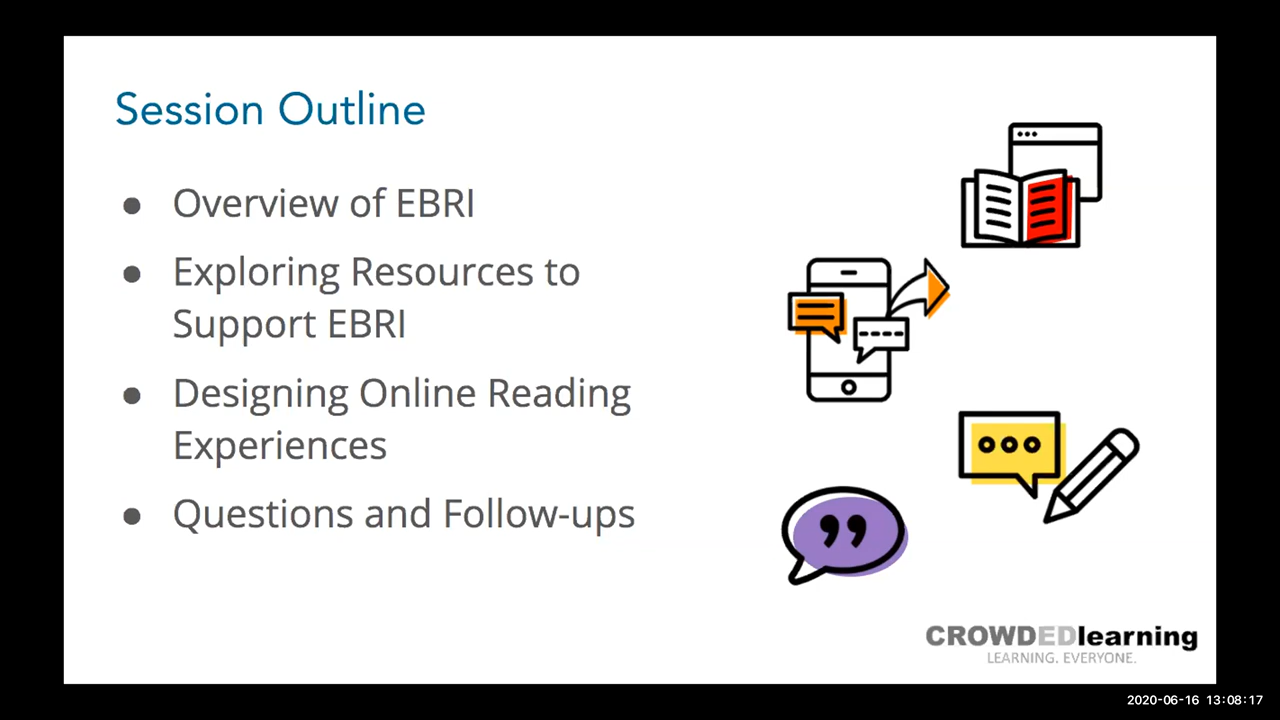 Session Outline
● Overview of EBRI
● Exploring Resources to
Support EBRI
● Designing Online Reading
Experiences
● Questions and Follow-ups
CROWDEDlearning
LEARNING. EVERYONE.
2020-06-16 13:08:17